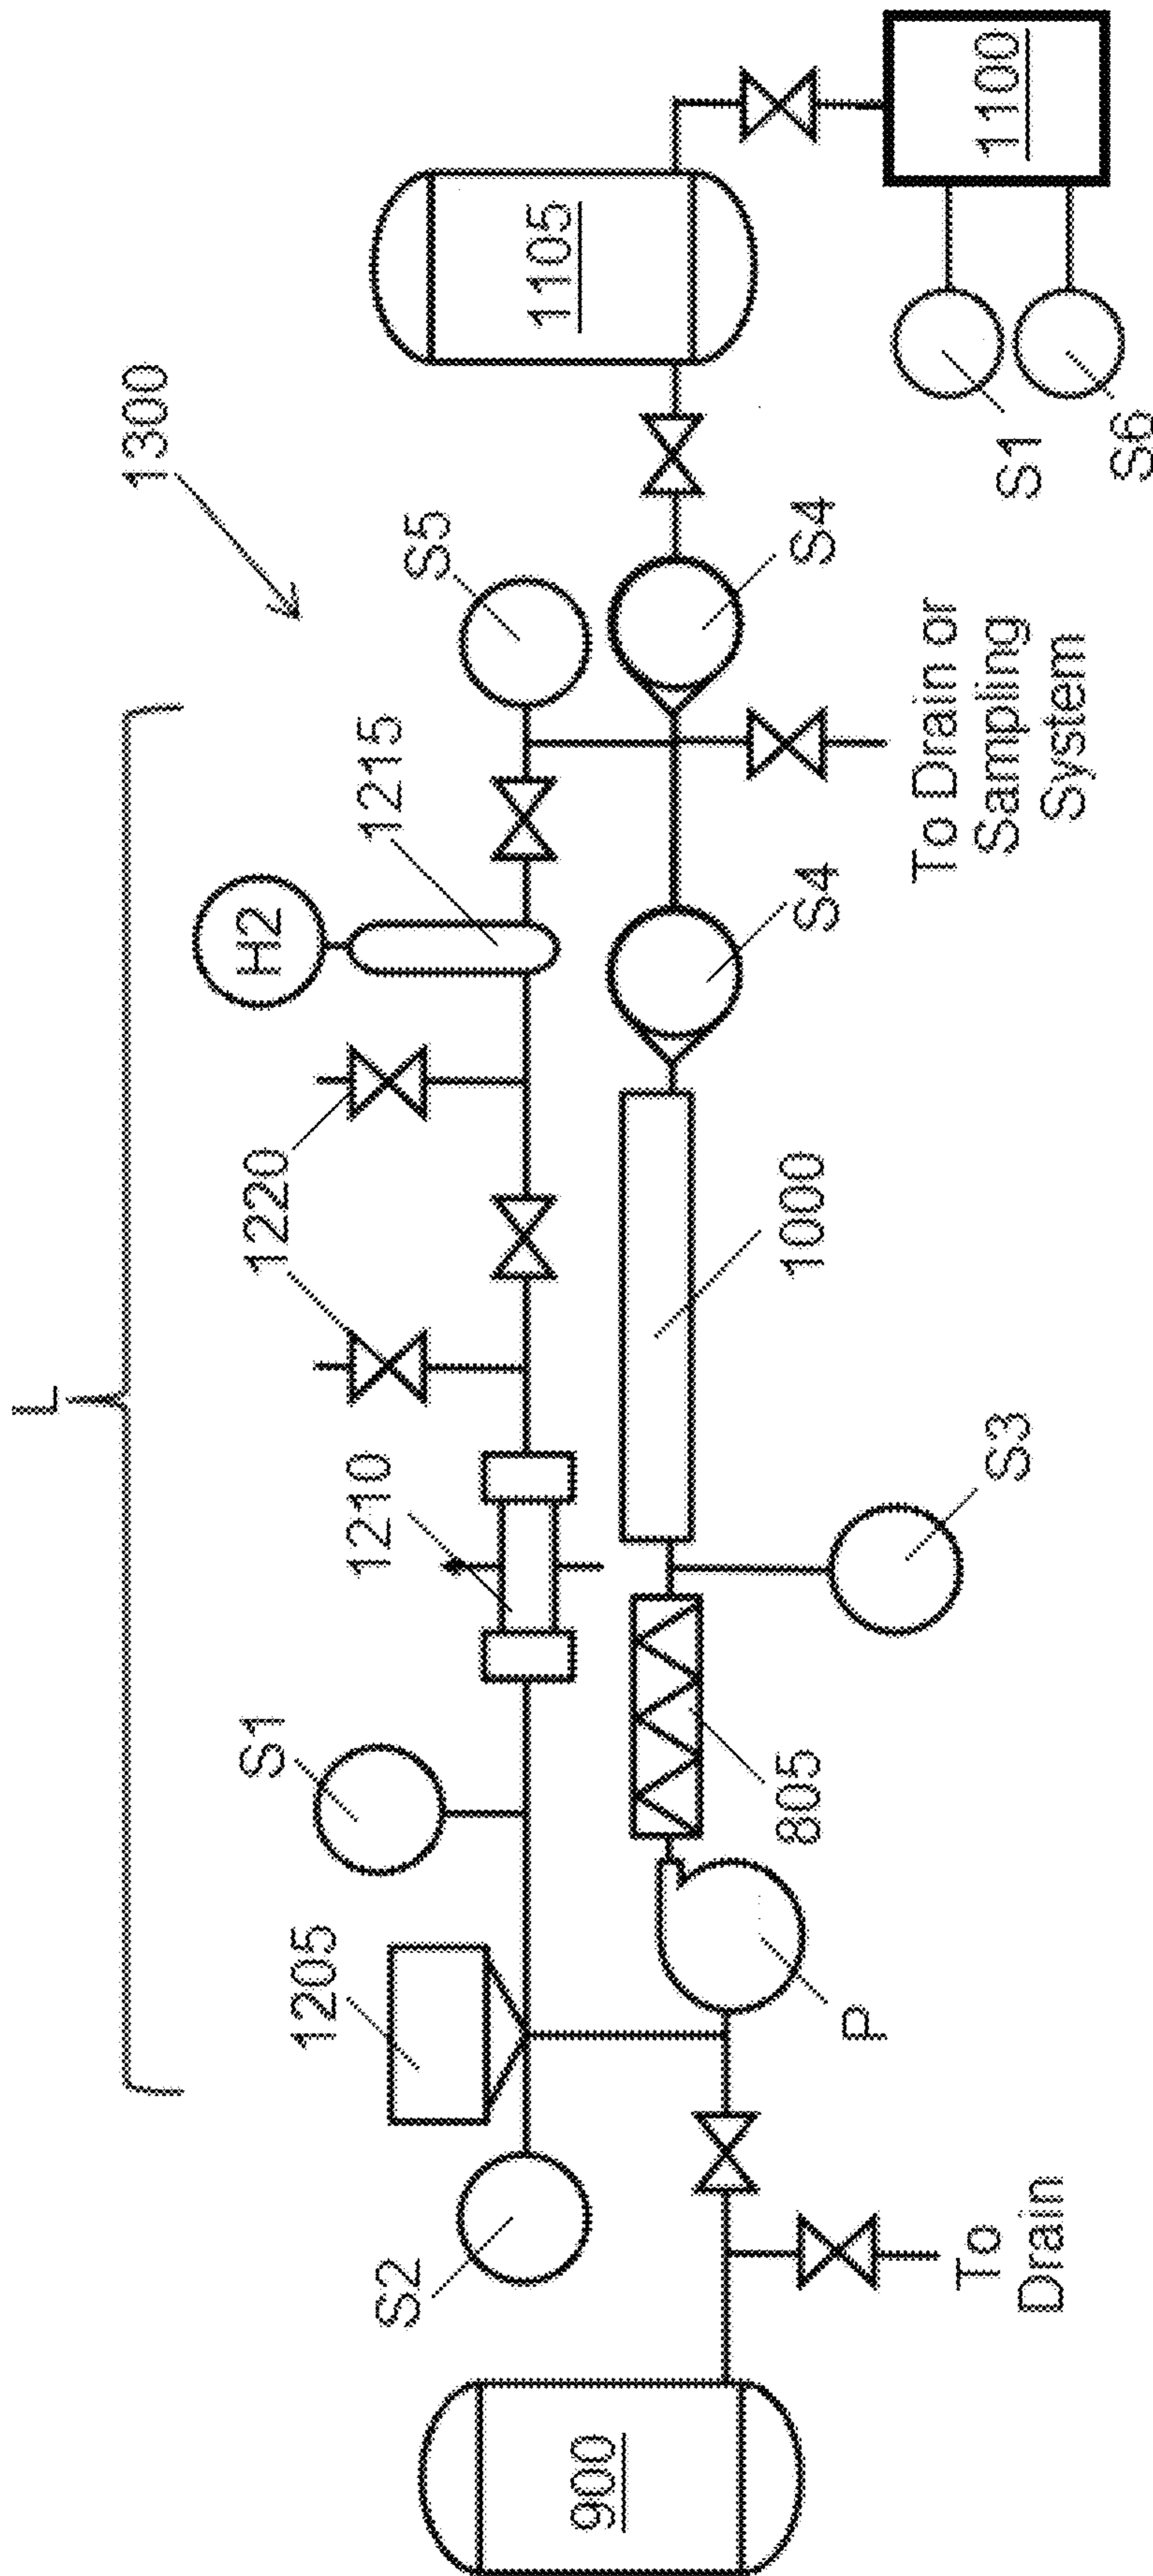 1300
L
H2
1215
S5
1220
1210
S1
1205
S2
1105
1100
S1
S6
S4
S4
To Drain or
Sampling
System
1000
S3
805
P
900
To
Drain